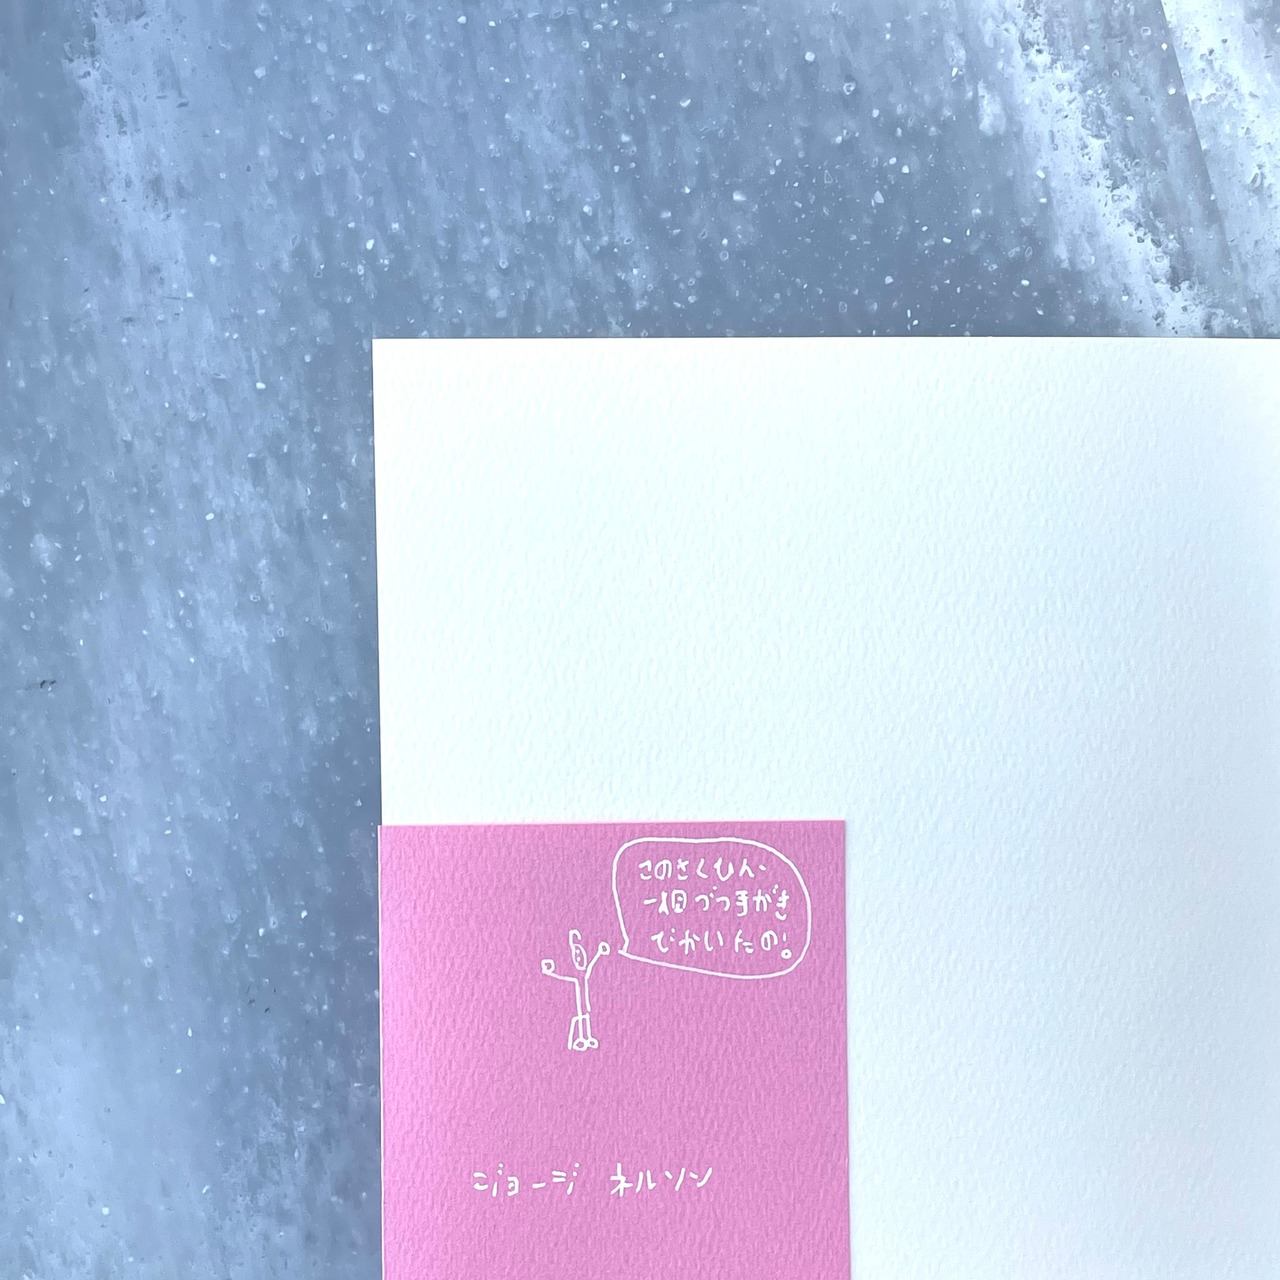 このさくひん、
一個づつ手がき
でかいたの!。
ジョージ ネルソン